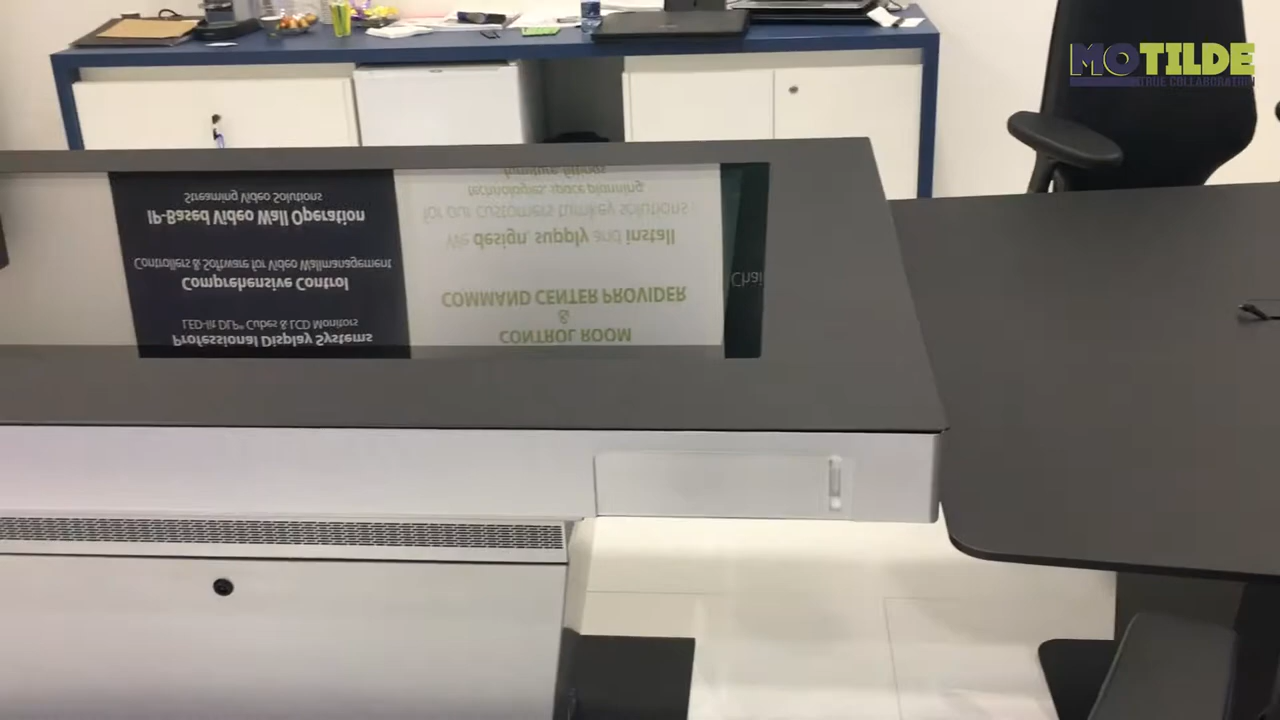 MOTILDE
TRUE COLLABORATION
Professional Display Systems
LED-lit DLP® Cubes & LCD Monitors
Comprehensive Control
Controllers & Software for Video Wallmanagement
IP-Based Video Wall Operation
Streaming Video Solutions
CONTROL ROOM
&
COMMAND CENTER PROVIDER
We design, supply and install
for our customers turnkey solutions:
technologies, space planning,
furniture, fittings
Chai